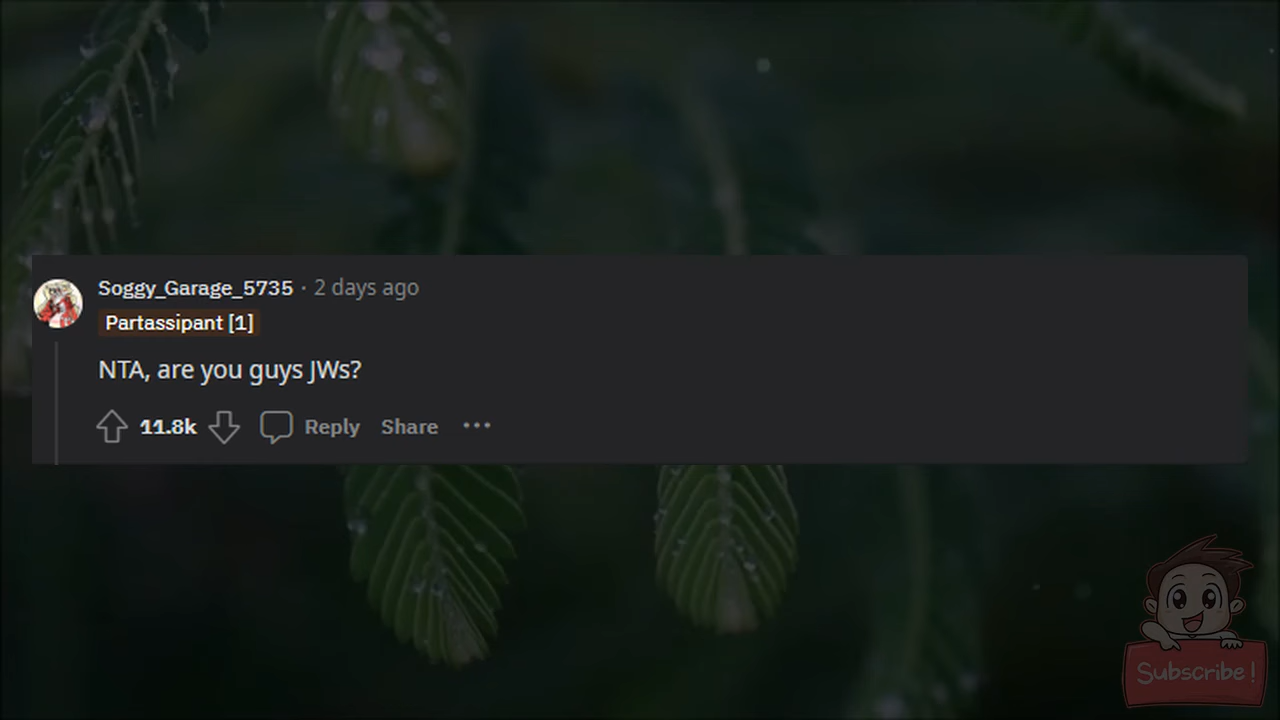 Soggy_Garage_5735 · 2 days ago
Partassipant [1]
NTA, are you guys JWs?
11.8k Reply Share ···
Subscribe!